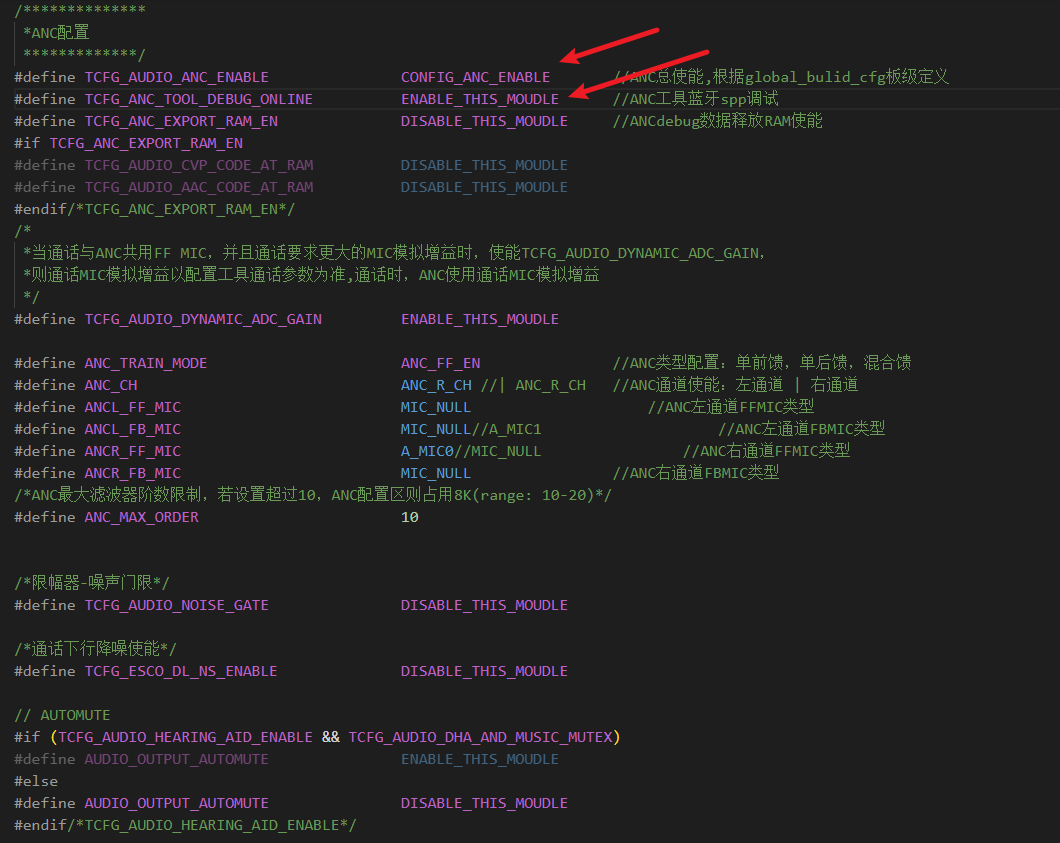 /**************
 *ANC配置
 *************/
#define TCFG_AUDIO_ANC_ENABLE               CONFIG_ANC_ENABLE       //ANC总使能,根据global_bulid_cfg板级定义
#define TCFG_ANC_TOOL_DEBUG_ONLINE          ENABLE_THIS_MOUDLE      //ANC工具蓝牙spp调试
#define TCFG_ANC_EXPORT_RAM_EN              DISABLE_THIS_MOUDLE     //ANCdebug数据释放RAM使能
#if TCFG_ANC_EXPORT_RAM_EN
#define TCFG_AUDIO_CVP_CODE_AT_RAM          DISABLE_THIS_MOUDLE
#define TCFG_AUDIO_AAC_CODE_AT_RAM          DISABLE_THIS_MOUDLE
#endif/*TCFG_ANC_EXPORT_RAM_EN*/
/*
 *当通话与ANC共用FF MIC，并且通话要求更大的MIC模拟增益时，使能TCFG_AUDIO_DYNAMIC_ADC_GAIN，
 *则通话MIC模拟增益以配置工具通话参数为准,通话时，ANC使用通话MIC模拟增益
 */
#define TCFG_AUDIO_DYNAMIC_ADC_GAIN         ENABLE_THIS_MOUDLE
#define ANC_TRAIN_MODE                      ANC_FF_EN               //ANC类型配置：单前馈，单后馈，混合馈
#define ANC_CH                              ANC_R_CH //| ANC_R_CH   //ANC通道使能：左通道 | 右通道
#define ANCL_FF_MIC                         MIC_NULL                    //ANC左通道FFMIC类型
#define ANCL_FB_MIC                         MIC_NULL//A_MIC1                    //ANC左通道FBMIC类型
#define ANCR_FF_MIC                         A_MIC0//MIC_NULL                //ANC右通道FFMIC类型
#define ANCR_FB_MIC                         MIC_NULL                //ANC右通道FBMIC类型
/*ANC最大滤波器阶数限制，若设置超过10，ANC配置区则占用8K(range: 10-20)*/
#define ANC_MAX_ORDER                       10
/*限幅器-噪声门限*/
#define TCFG_AUDIO_NOISE_GATE               DISABLE_THIS_MOUDLE
/*通话下行降噪使能*/
#define TCFG_ESCO_DL_NS_ENABLE              DISABLE_THIS_MOUDLE
// AUTOMUTE
#if (TCFG_AUDIO_HEARING_AID_ENABLE && TCFG_AUDIO_DHA_AND_MUSIC_MUTEX)
#define AUDIO_OUTPUT_AUTOMUTE               ENABLE_THIS_MOUDLE
#else
#define AUDIO_OUTPUT_AUTOMUTE               DISABLE_THIS_MOUDLE
#endif/*TCFG_AUDIO_HEARING_AID_ENABLE*/